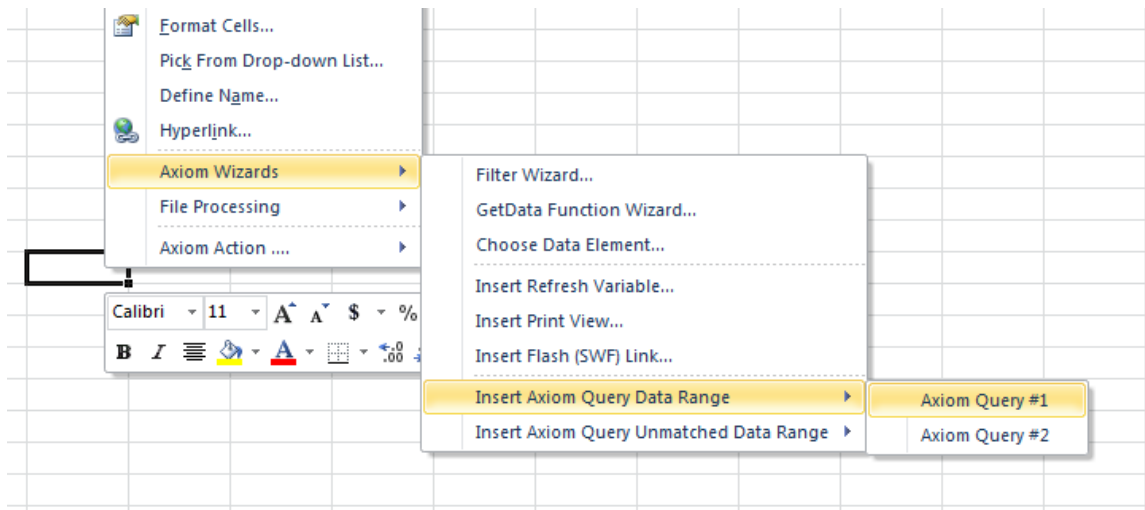 Format Cells...
Pick From Drop-down List...
Define Name...
Hyperlink...
Axiom Wizards
File Processing
Axiom Action ....
Filter Wizard...
GetData Function Wizard...
Choose Data Element...
Insert Refresh Variable...
Insert Print View...
Insert Flash (SWF) Link...
Insert Axiom Query Data Range
Insert Axiom Query Unmatched Data Range
Axiom Query #1
Axiom Query #2
Calibri 11 A A $ %
B I A .00